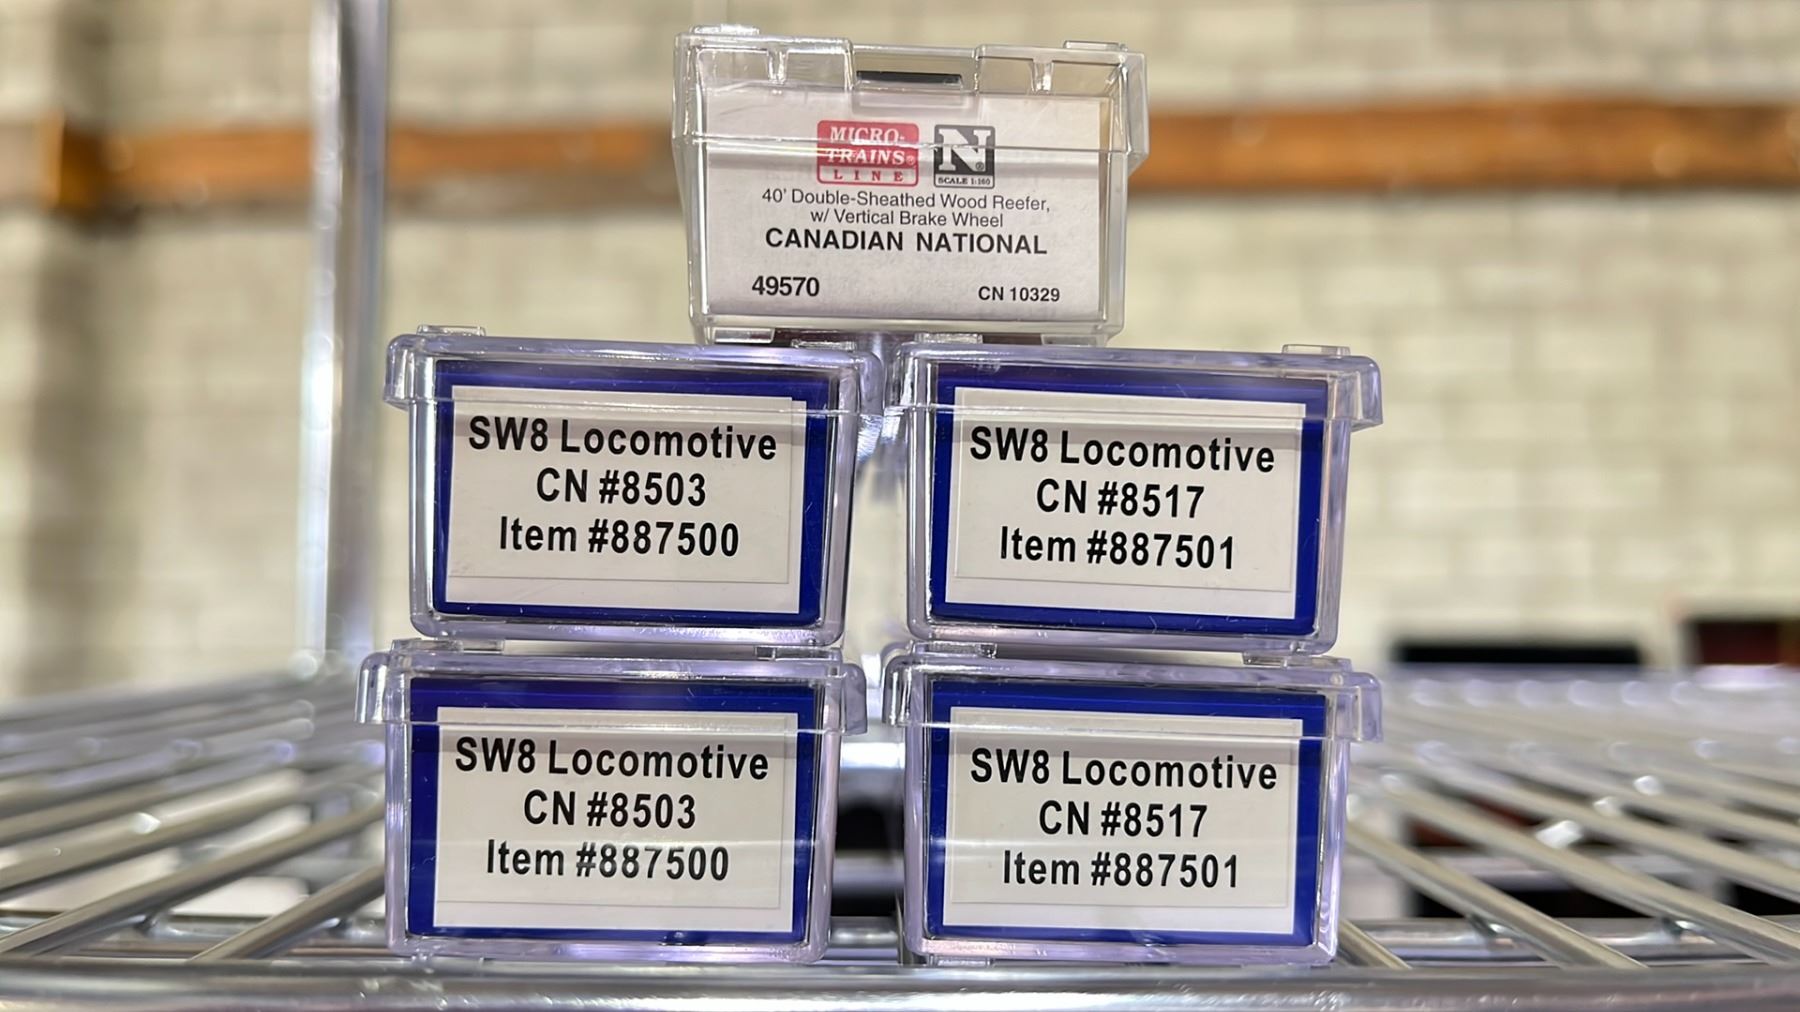 MICRO-
TRAINS®
LINE
N®
SCALE 1:160
40' Double-Sheathed Wood Reefer,
w/ Vertical Brake Wheel
CANADIAN NATIONAL
49570 CN 10329
SW8 Locomotive
CN #8503
Item #887500
SW8 Locomotive
CN #8517
Item #887501
SW8 Locomotive
CN #8503
Item #887500
SW8 Locomotive
CN #8517
Item #887501